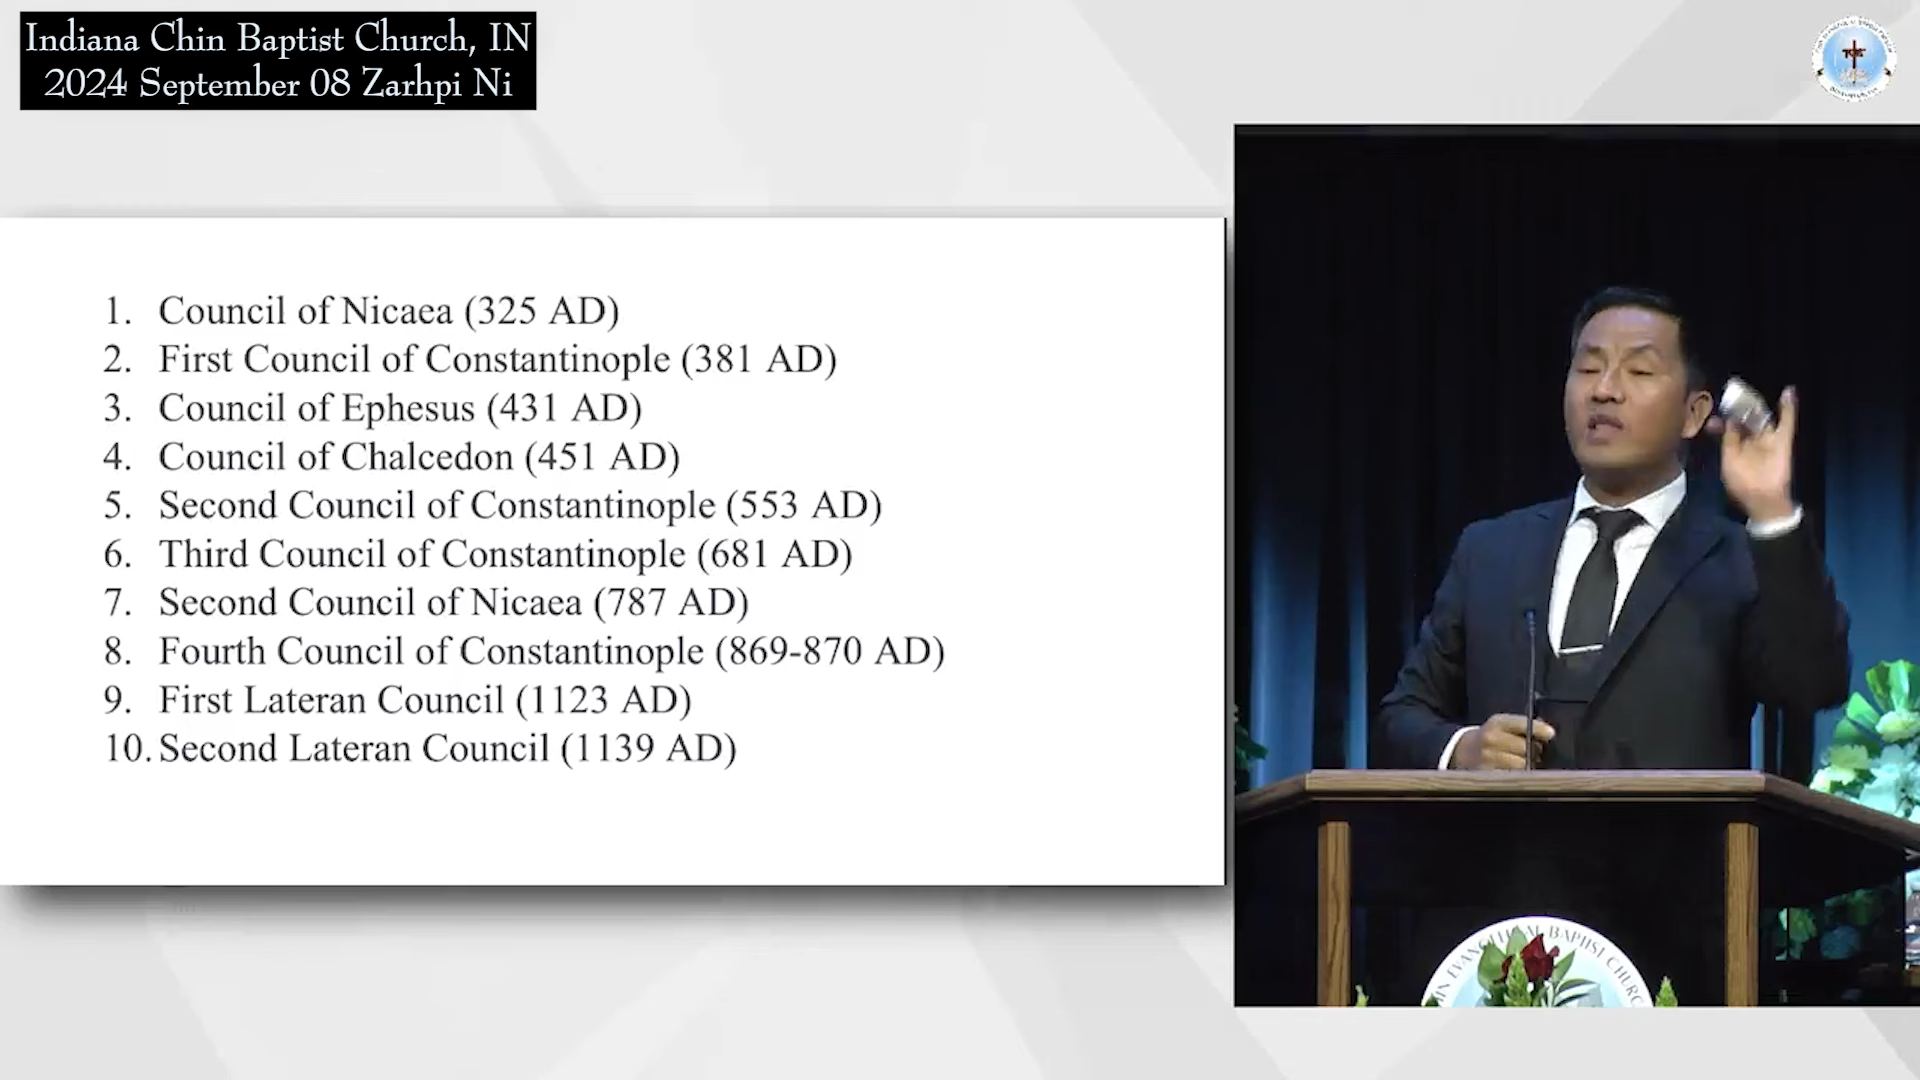 Indiana Chin Baptist Church, IN
2024 September 08 Zarhpi Ni
1. Council of Nicaea (325 AD)
2. First Council of Constantinople (381 AD)
3. Council of Ephesus (431 AD)
4. Council of Chalcedon (451 AD)
5. Second Council of Constantinople (553 AD)
6. Third Council of Constantinople (681 AD)
7. Second Council of Nicaea (787 AD)
8. Fourth Council of Constantinople (869-870 AD)
9. First Lateran Council (1123 AD)
10. Second Lateran Council (1139 AD)
BAPTIST CHURC